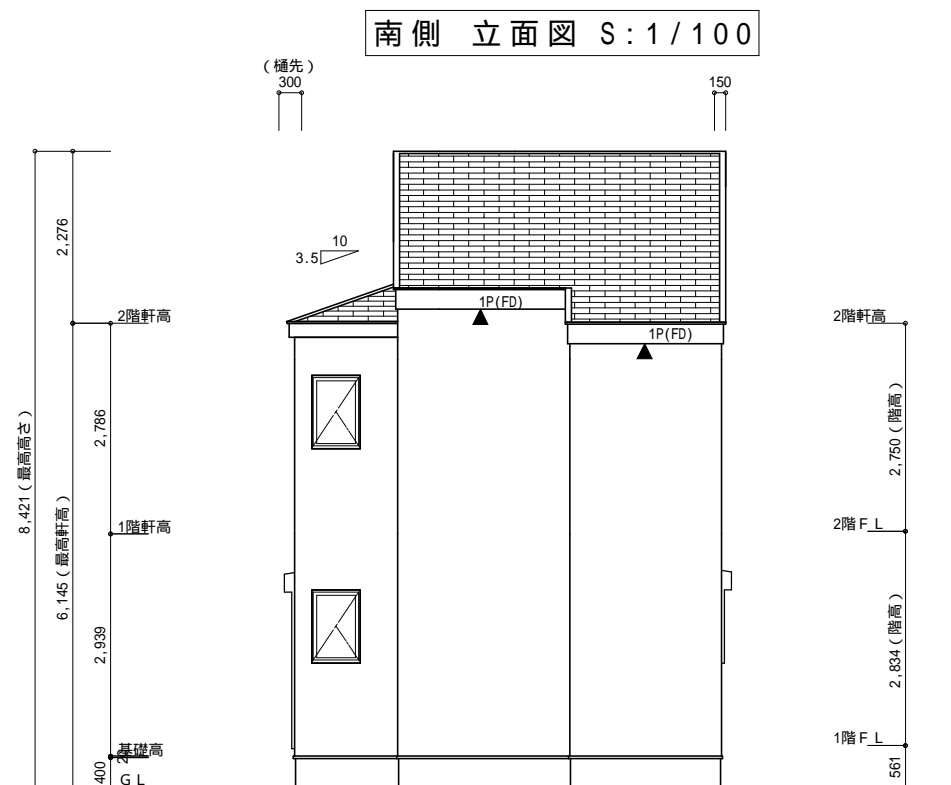 南側 立面図 S:1/100
(樋先)
300
150
2,276
10
3.5
1P(FD)
2階軒高
2階軒高
1P(FD)
2,786
2,750(階高)
8,421(最高高さ)
6,145(最高軒高)
1階軒高
2階FL
2,939
2,834(階高)
基礎高
1階FL
400
GL
561